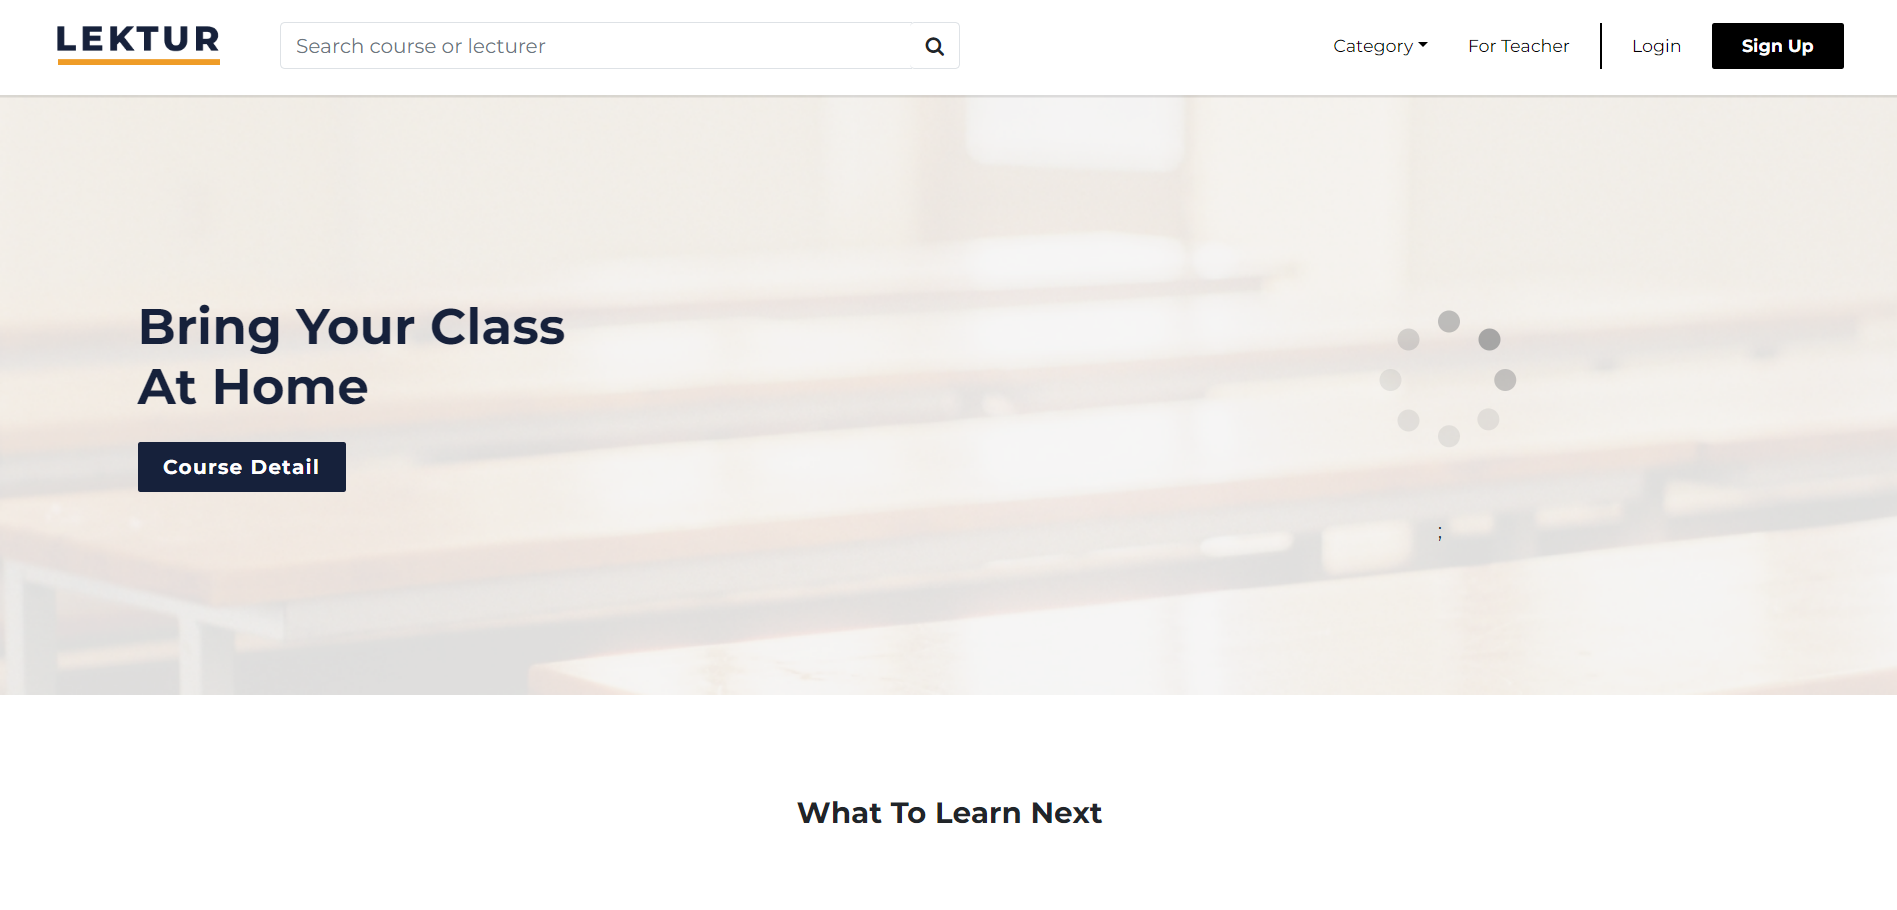 LEKTUR
Search course or lecturer
Category
For Teacher
Login
Sign Up
Bring Your Class
At Home
Course Detail
;
What To Learn Next